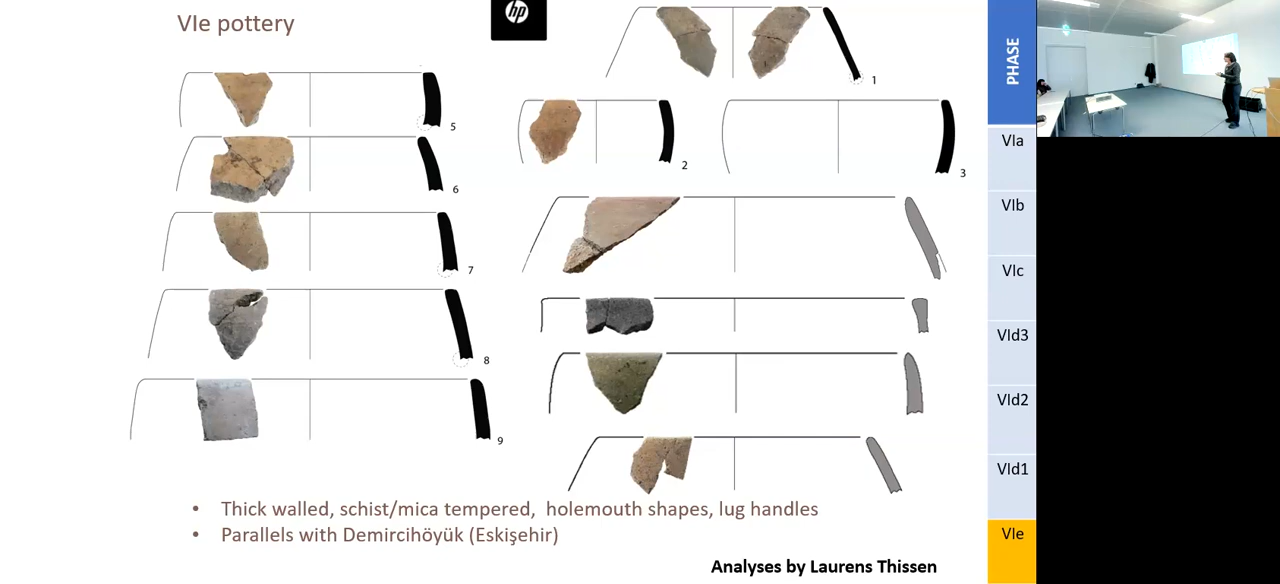 VIe pottery
hp
1
2
3
5
6
7
8
9
• Thick walled, schist/mica tempered, holemouth shapes, lug handles
• Parallels with Demircihöyük (Eskişehir)
Analyses by Laurens Thissen
PHASE
VIa
VIb
VIc
VId3
VId2
VId1
VIe